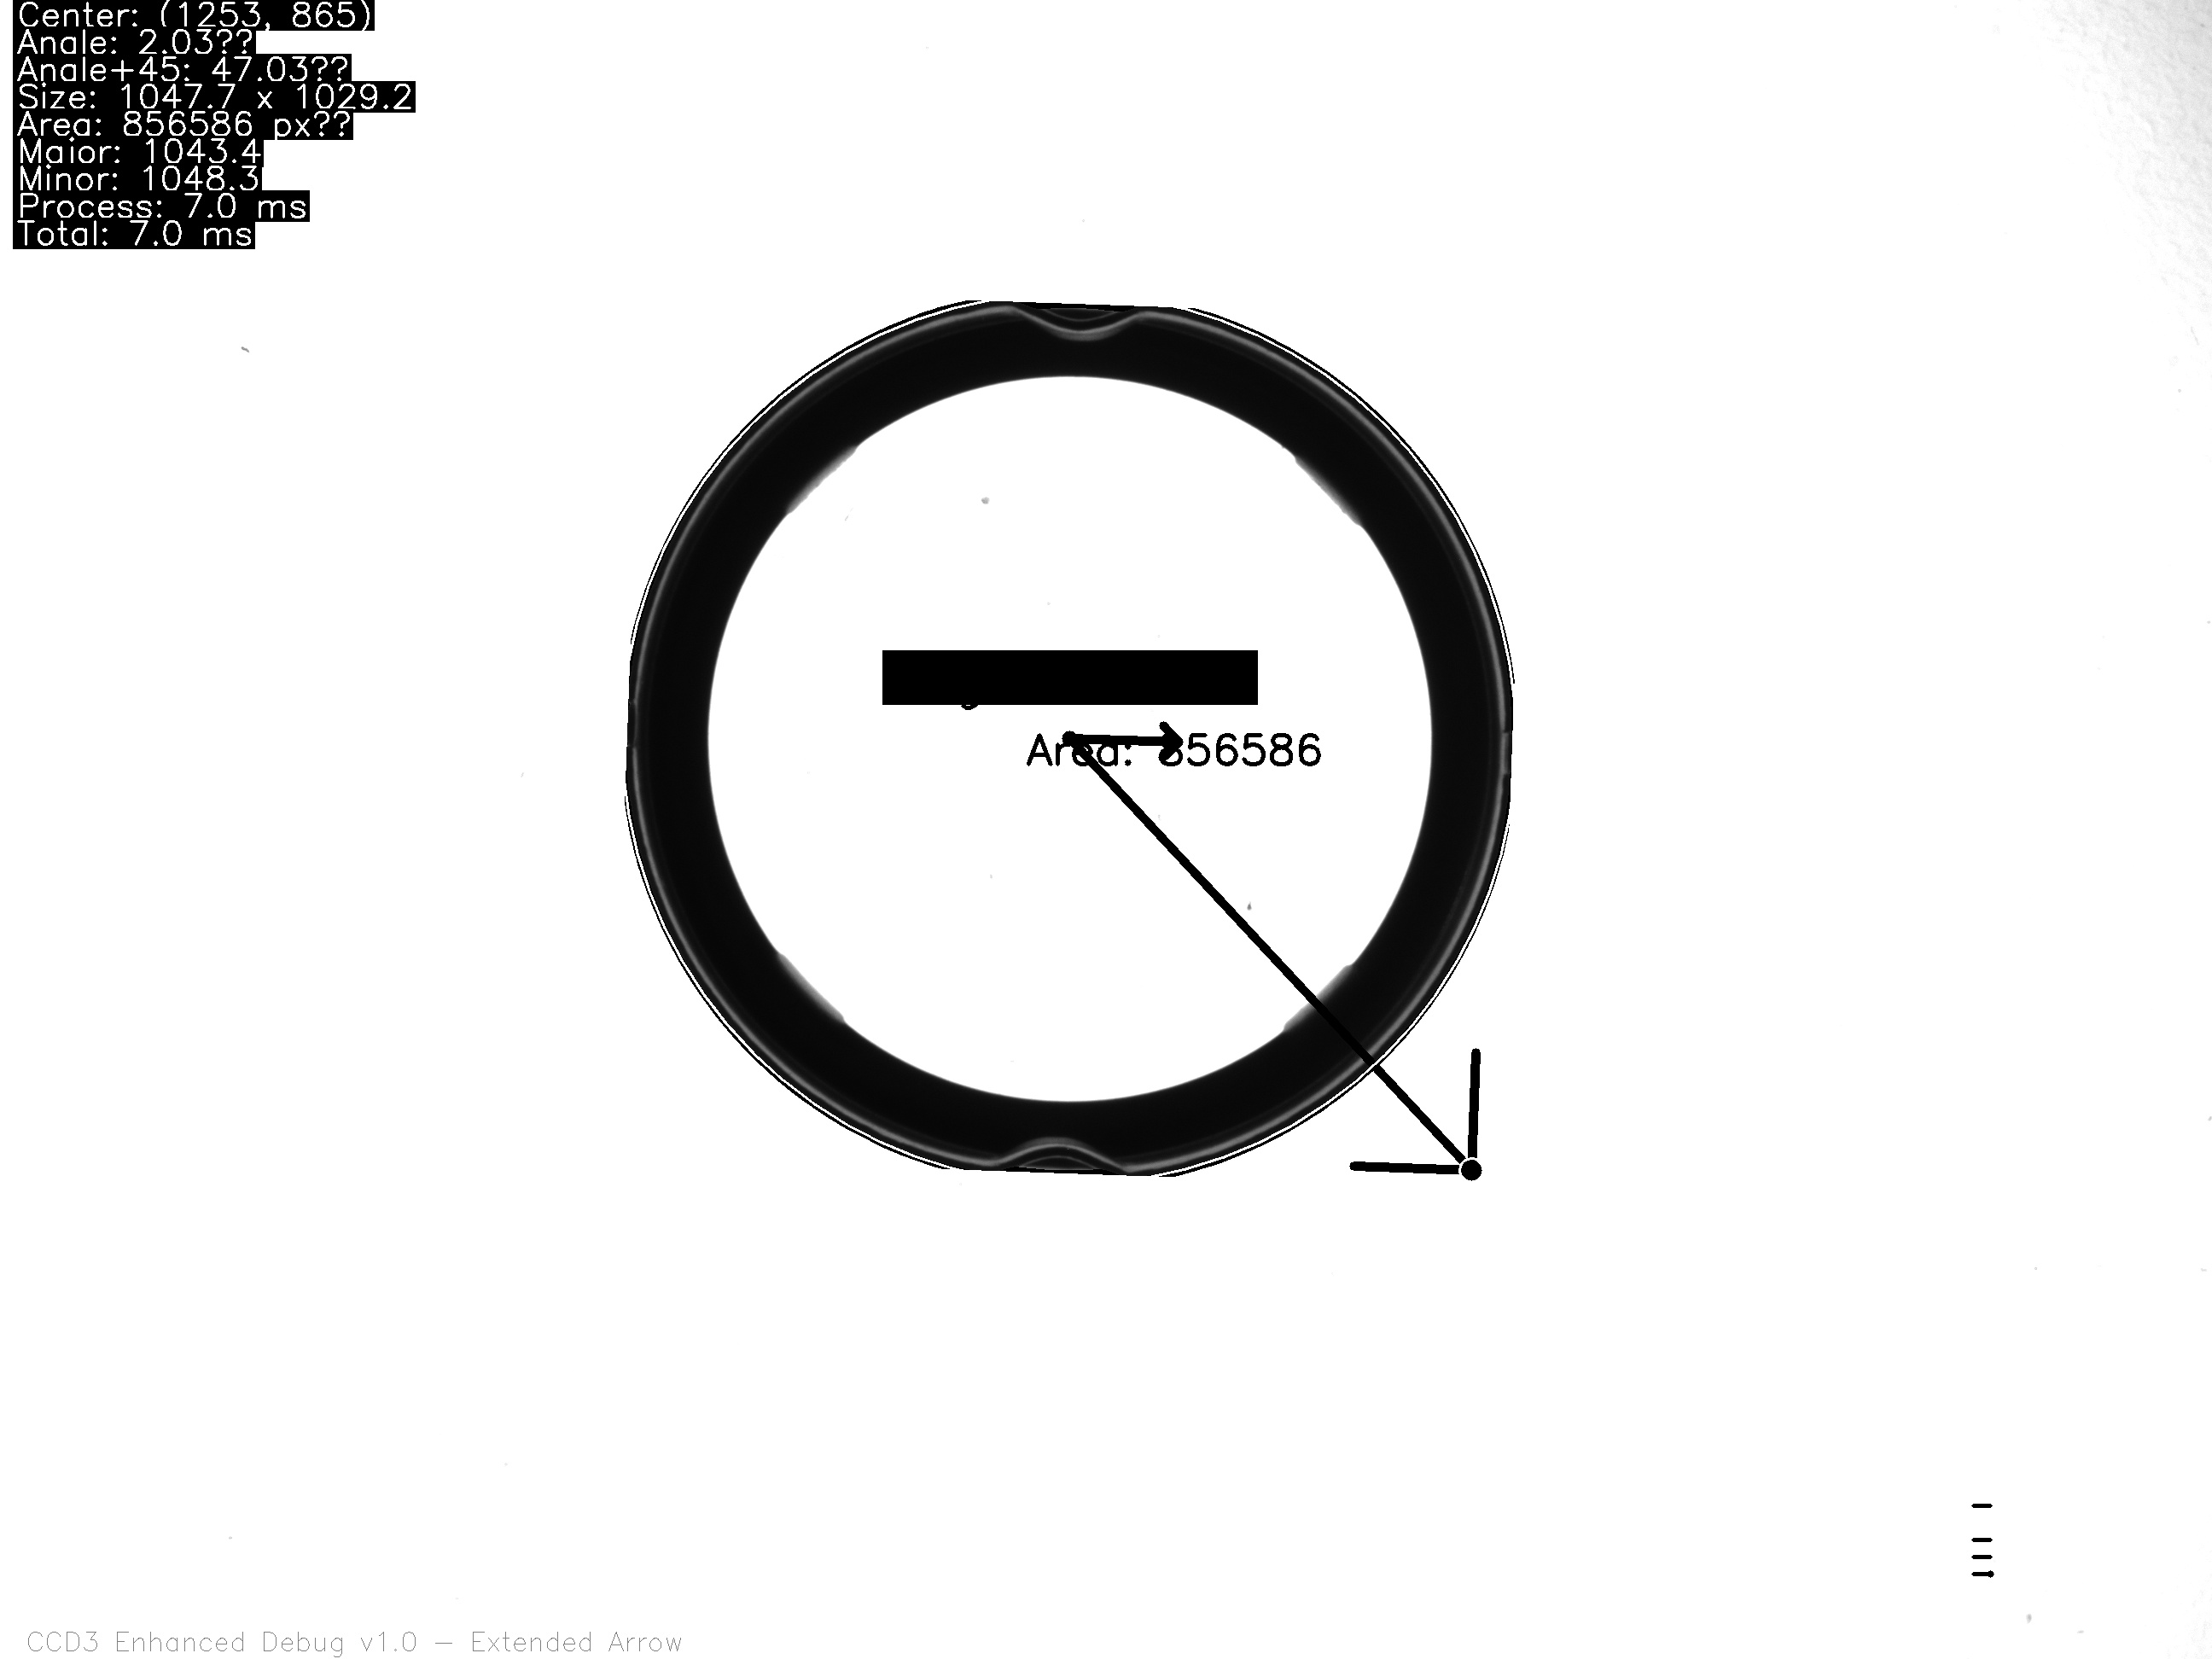 Center: (1253, 865)
Angle: 2.03??
Angle+45: 47.03??
Size: 1047.7 x 1029.2
Area: 856586 px??
Major: 1043.4
Minor: 1048.3
Process: 7.0 ms
Total: 7.0 ms
Area: 856586
CCD3 Enhanced Debug v1.0 - Extended Arrow